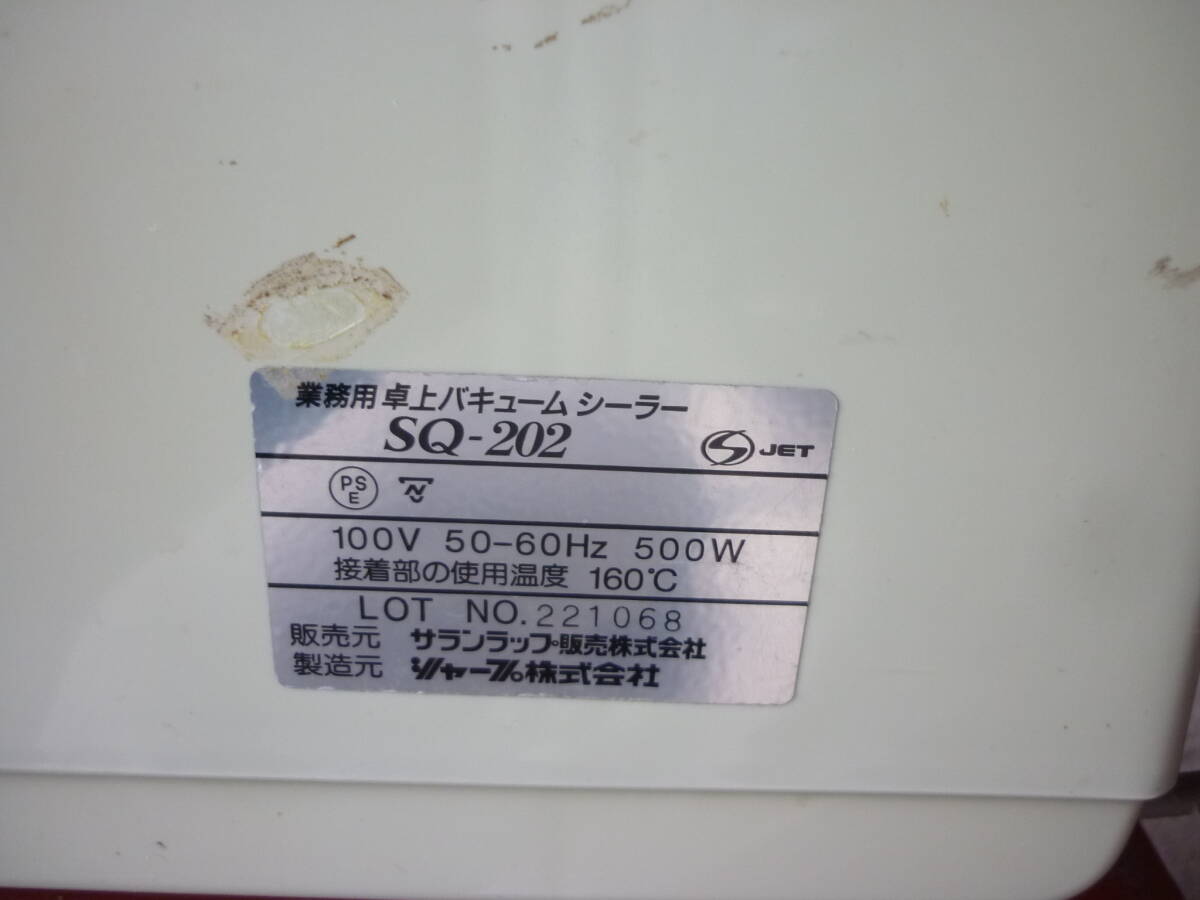 業務用 卓上バキューム シーラー
SQ-202
JET
PS
E
100V 50-60Hz 500W
接着部の使用温度 160℃
LOT NO.221068
販売元 サランラップ販売株式会社
製造元 シャープ株式会社